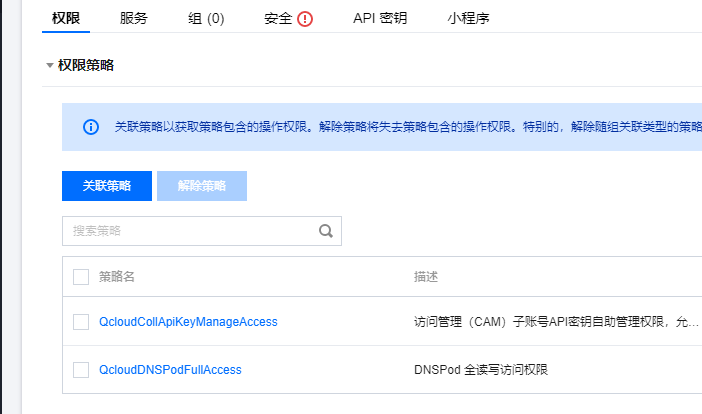 权限 服务 组 (0) 安全 API 密钥 小程序
权限策略
关联策略以获取策略包含的操作权限。解除策略将失去策略包含的操作权限。特别的，解除随组关联类型的策略
关联策略 解除策略
搜索策略
策略名 描述
QcloudCollApiKeyManageAccess 访问管理（CAM）子账号API密钥自助管理权限，允...
QcloudDNSPodFullAccess DNSPod 全读写访问权限